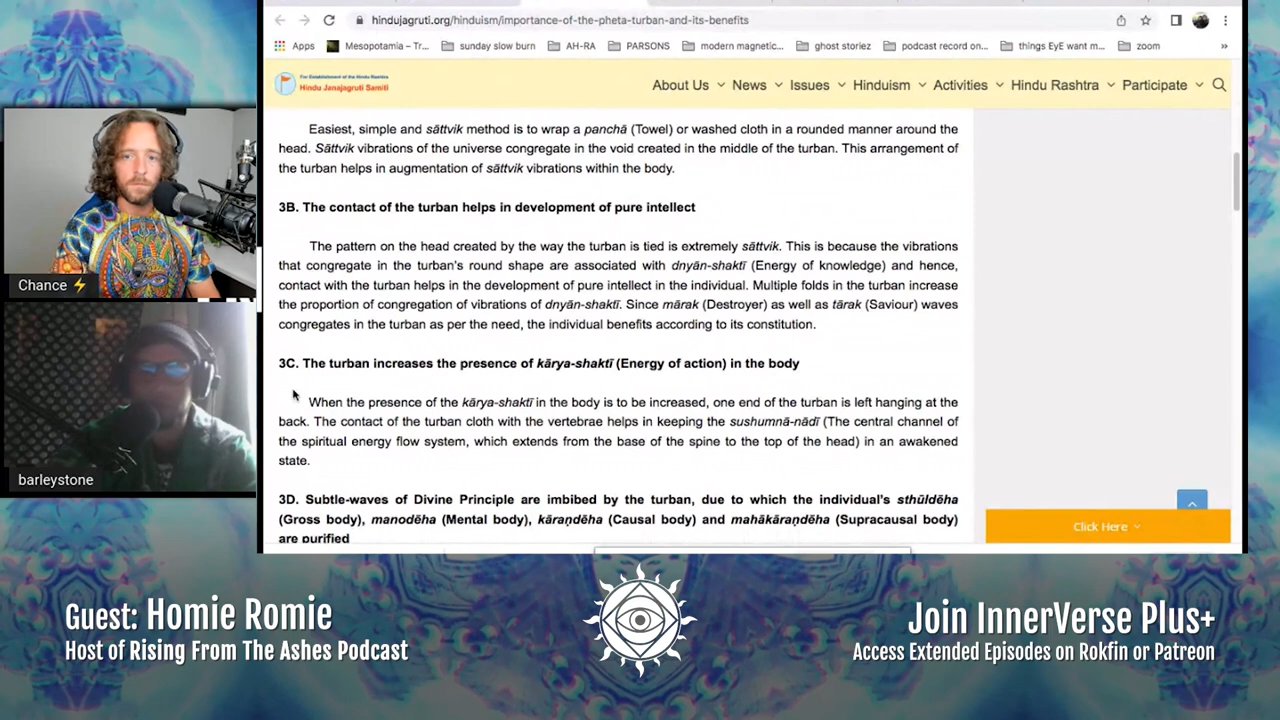 hindujagruti.org/hinduism/importance-of-the-pheta-turban-and-its-benefits
Apps
Mesopotamia – Tr...
sunday slow burn
AH-RA
PARSONS
modern magnetic...
ghost storiez
podcast record on...
things EyE want m...
zoom
»
For Establishment of the Hindu Rashtra
Hindu Janajagruti Samiti
About Us
News
Issues
Hinduism
Activities
Hindu Rashtra
Participate
Easiest, simple and sāttvik method is to wrap a panchā (Towel) or washed cloth in a rounded manner around the
head. Sāttvik vibrations of the universe congregate in the void created in the middle of the turban. This arrangement of
the turban helps in augmentation of sāttvik vibrations within the body.
3B. The contact of the turban helps in development of pure intellect
The pattern on the head created by the way the turban is tied is extremely sāttvik. This is because the vibrations
that congregate in the turban's round shape are associated with dnyān-shaktī (Energy of knowledge) and hence,
contact with the turban helps in the development of pure intellect in the individual. Multiple folds in the turban increase
the proportion of congregation of vibrations of dnyān-shaktī. Since mārak (Destroyer) as well as tārak (Saviour) waves
congregates in the turban as per the need, the individual benefits according to its constitution.
3C. The turban increases the presence of kārya-shaktī (Energy of action) in the body
When the presence of the kārya-shaktī in the body is to be increased, one end of the turban is left hanging at the
back. The contact of the turban cloth with the vertebrae helps in keeping the sushumnā-nādī (The central channel of
the spiritual energy flow system, which extends from the base of the spine to the top of the head) in an awakened
state.
3D. Subtle-waves of Divine Principle are imbibed by the turban, due to which the individual's sthūldēha
(Gross body), manodēha (Mental body), kāraṇdēha (Causal body) and mahākāraṇdēha (Supracausal body)
are purified
Click Here
Chance⚡
barleystone
Guest: Homie Romie
Host of Rising From The Ashes Podcast
Join InnerVerse Plus+
Access Extended Episodes on Rokfin or Patreon